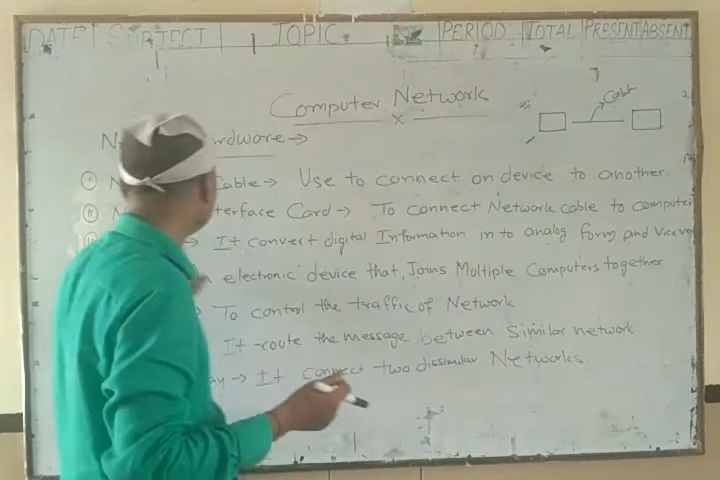 DATE SUBJECT TOPIC PERIOD TOTAL PRESENT ABSENT
Computer Network
Cable
rdware →
Cable → Use to connect on device to another
terface Card → To connect Network cable to compute
→ It convert digital Information in to analog form and Vice ve
electronic device that, Joins Multiple Computers together
To control the traffic of Network
It route the message between similar network
ay → It connect two dissimilar Networks.